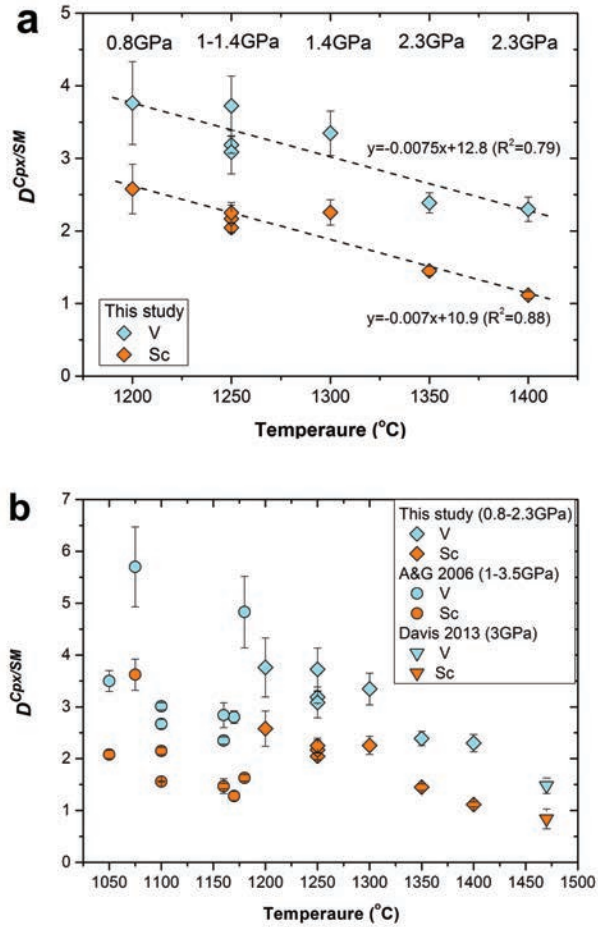 a
0.8GPa 1-1.4GPa 1.4GPa 2.3GPa 2.3GPa
5
4
3
2
1
0
D^Cpx/SM
y=-0.0075x+12.8 (R²=0.79)
y=-0.007x+10.9 (R²=0.88)
This study
V
Sc
1200 1250 1300 1350 1400
Temperaure (°C)
b
7
6
5
4
3
2
1
0
D^Cpx/SM
This study (0.8-2.3GPa)
V
Sc
A&G 2006 (1-3.5GPa)
V
Sc
Davis 2013 (3GPa)
V
Sc
1050 1100 1150 1200 1250 1300 1350 1400 1450 1500
Temperaure (°C)